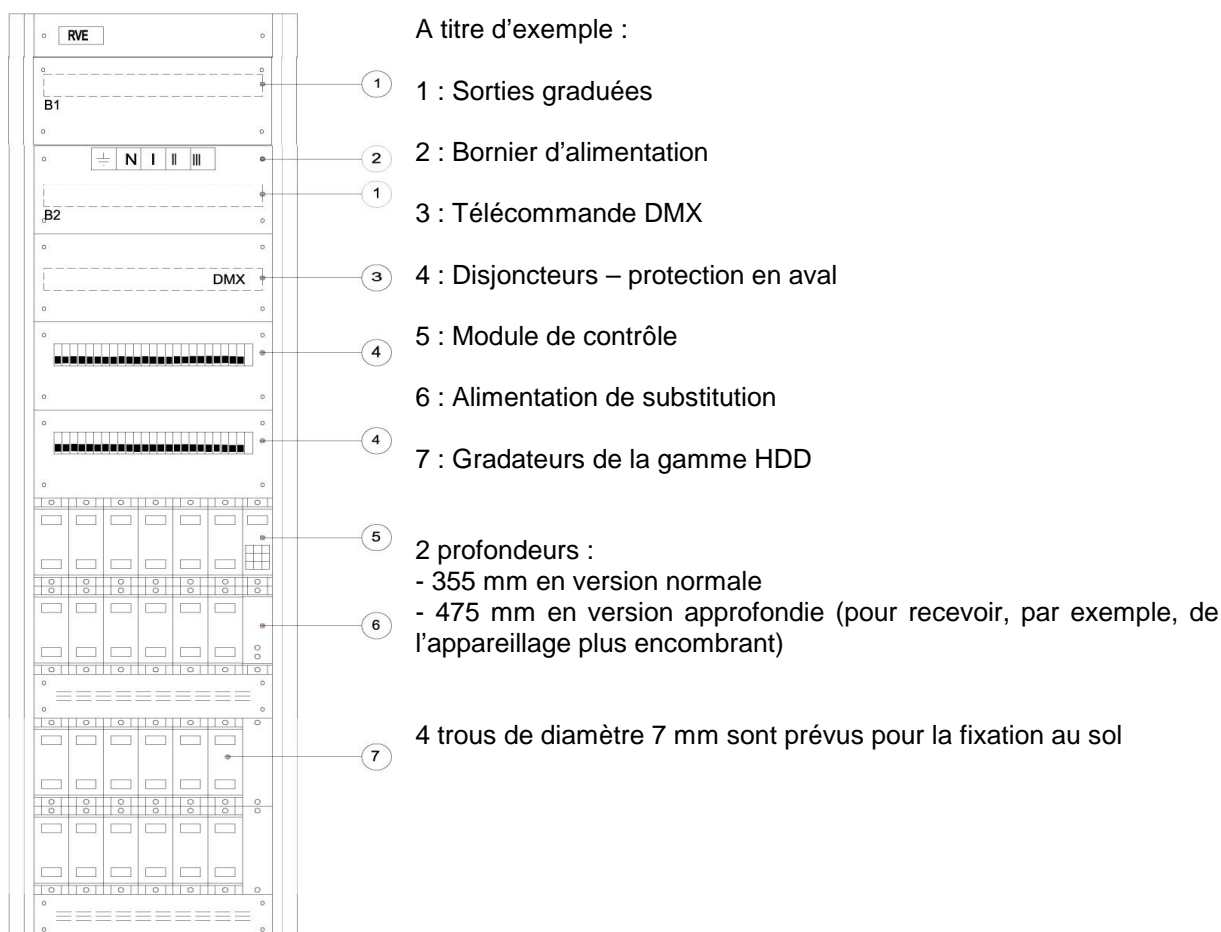 RVE
A titre d’exemple :
1
1 : Sorties graduées
B1
N I II III
2
2 : Bornier d’alimentation
1
B2
3 : Télécommande DMX
DMX
3
4 : Disjoncteurs – protection en aval
5 : Module de contrôle
4
6 : Alimentation de substitution
4
7 : Gradateurs de la gamme HDD
5
2 profondeurs :
- 355 mm en version normale
- 475 mm en version approfondie (pour recevoir, par exemple, de
6
l’appareillage plus encombrant)
4 trous de diamètre 7 mm sont prévus pour la fixation au sol
7